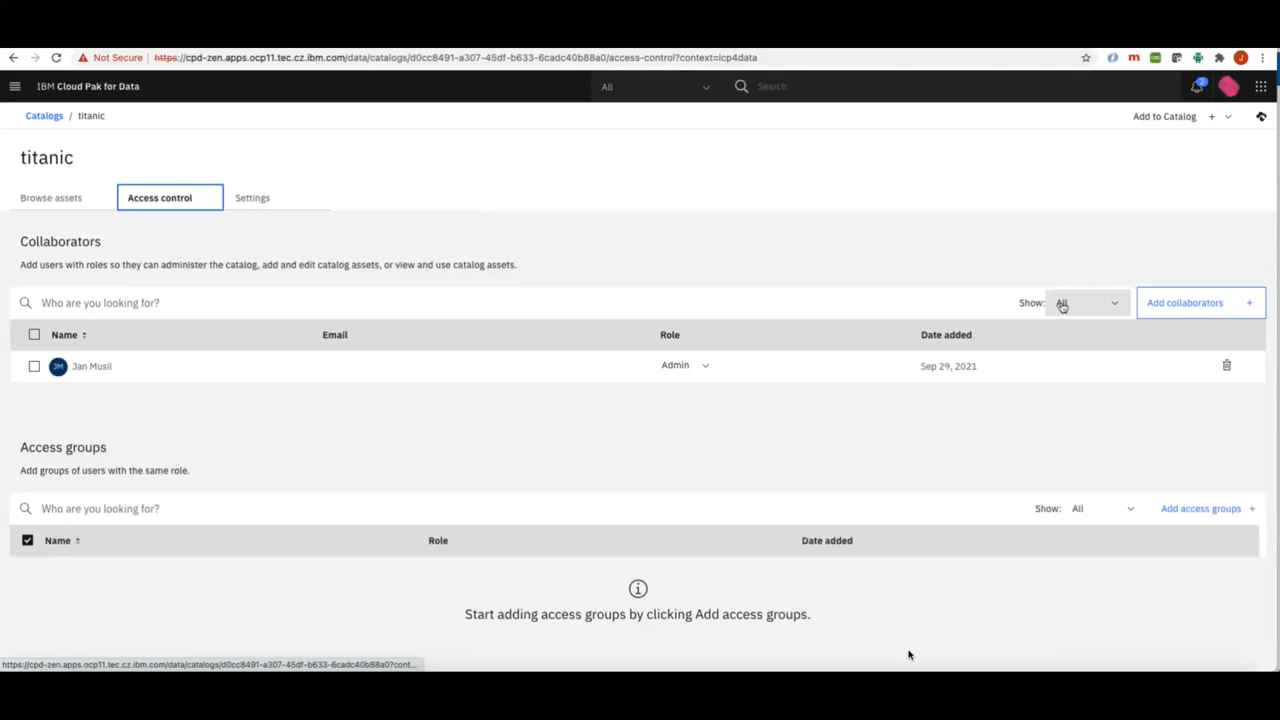 Not Secure https://cpd-zen.apps.ocp11.tec.cz.ibm.com/data/catalogs/d0cc8491-a307-45df-b633-6cadc40b88a0/access-control?context=icp4data
IBM Cloud Pak for Data All Search 2
Catalogs / titanic Add to Catalog +
titanic
Browse assets Access control Settings
Collaborators
Add users with roles so they can administer the catalog, add and edit catalog assets, or view and use catalog assets.
Who are you looking for? Show: All Add collaborators +
Name Email Role Date added
JM Jan Musil Admin Sep 29, 2021
Access groups
Add groups of users with the same role.
Who are you looking for? Show: All Add access groups +
Name Role Date added
Start adding access groups by clicking Add access groups.
https://cpd-zen.apps.ocp11.tec.cz.ibm.com/data/catalogs/d0cc8491-a307-45df-b633-6cadc40b88a0?cont...